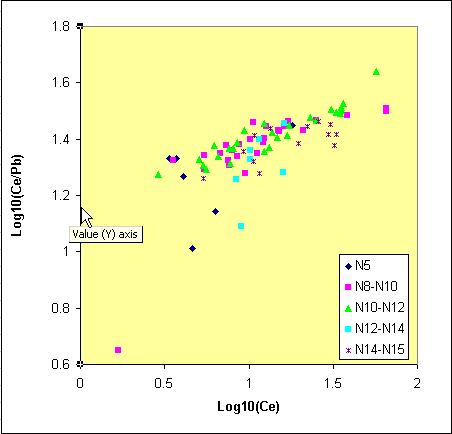 1.8
1.6
1.4
1.2
1
0.8
0.6
Log10(Ce/Pb)
Value (Y) axis
N5
N8-N10
N10-N12
N12-N14
N14-N15
0 0.5 1 1.5 2
Log10(Ce)